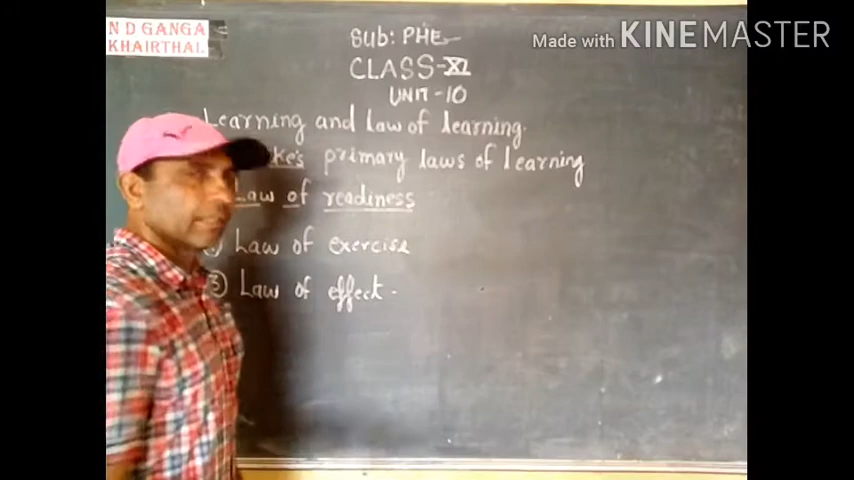 N D GANGA
KHAIRTHAL
Made with KINEMASTER
Sub: PHE
CLASS-XI
UNIT-10
Learning and Law of learning.
primary laws of learning
Law of readiness
Law of exercise
③ Law of effect.